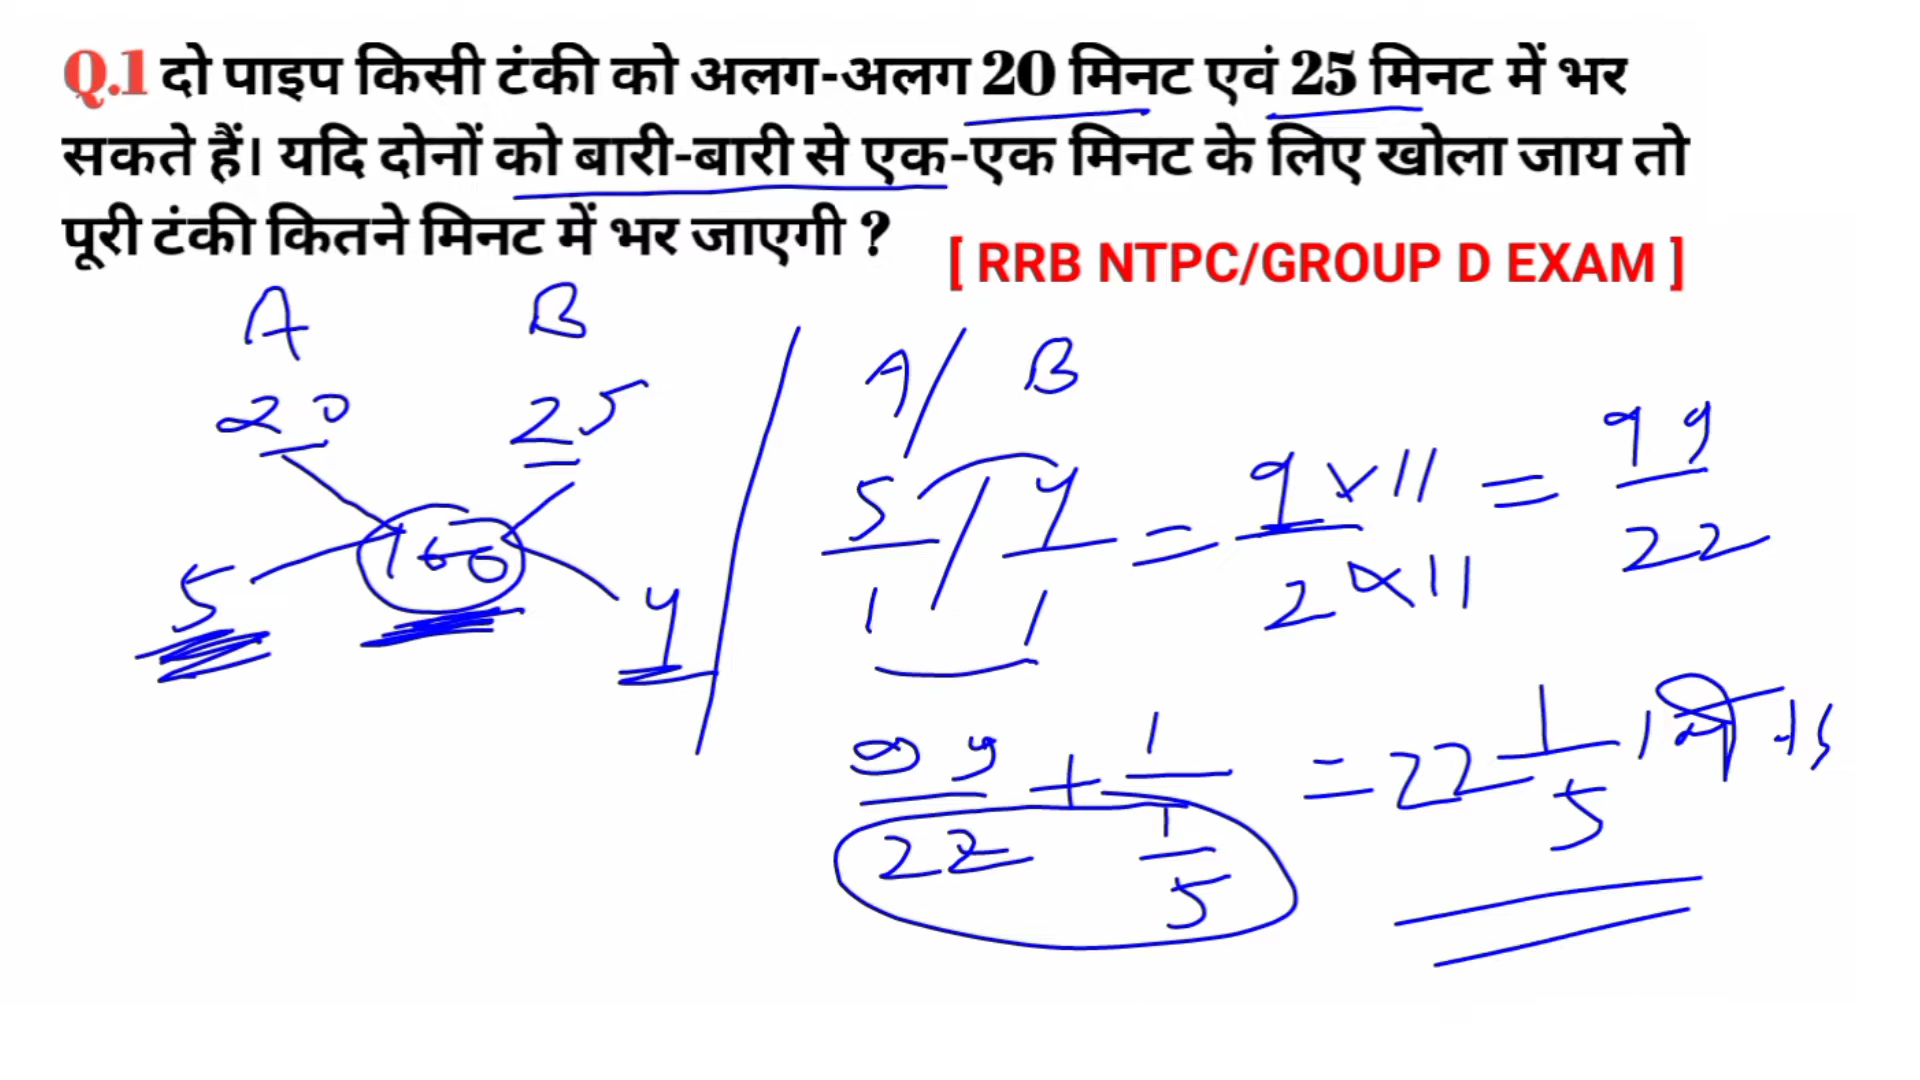 Q.1 दो पाइप किसी टंकी को अलग-अलग 20 मिनट एवं 25 मिनट में भर
सकते हैं। यदि दोनों को बारी-बारी से एक-एक मिनट के लिए खोला जाय तो
पूरी टंकी कितने मिनट में भर जाएगी ?
[ RRB NTPC/GROUP D EXAM ]
A B
20 25
100
5 4
A / B
5 / 4 = 9 x 11 = 99
1 1 2 x 11 22
99 + 1 = 22 1
22 1 5
5